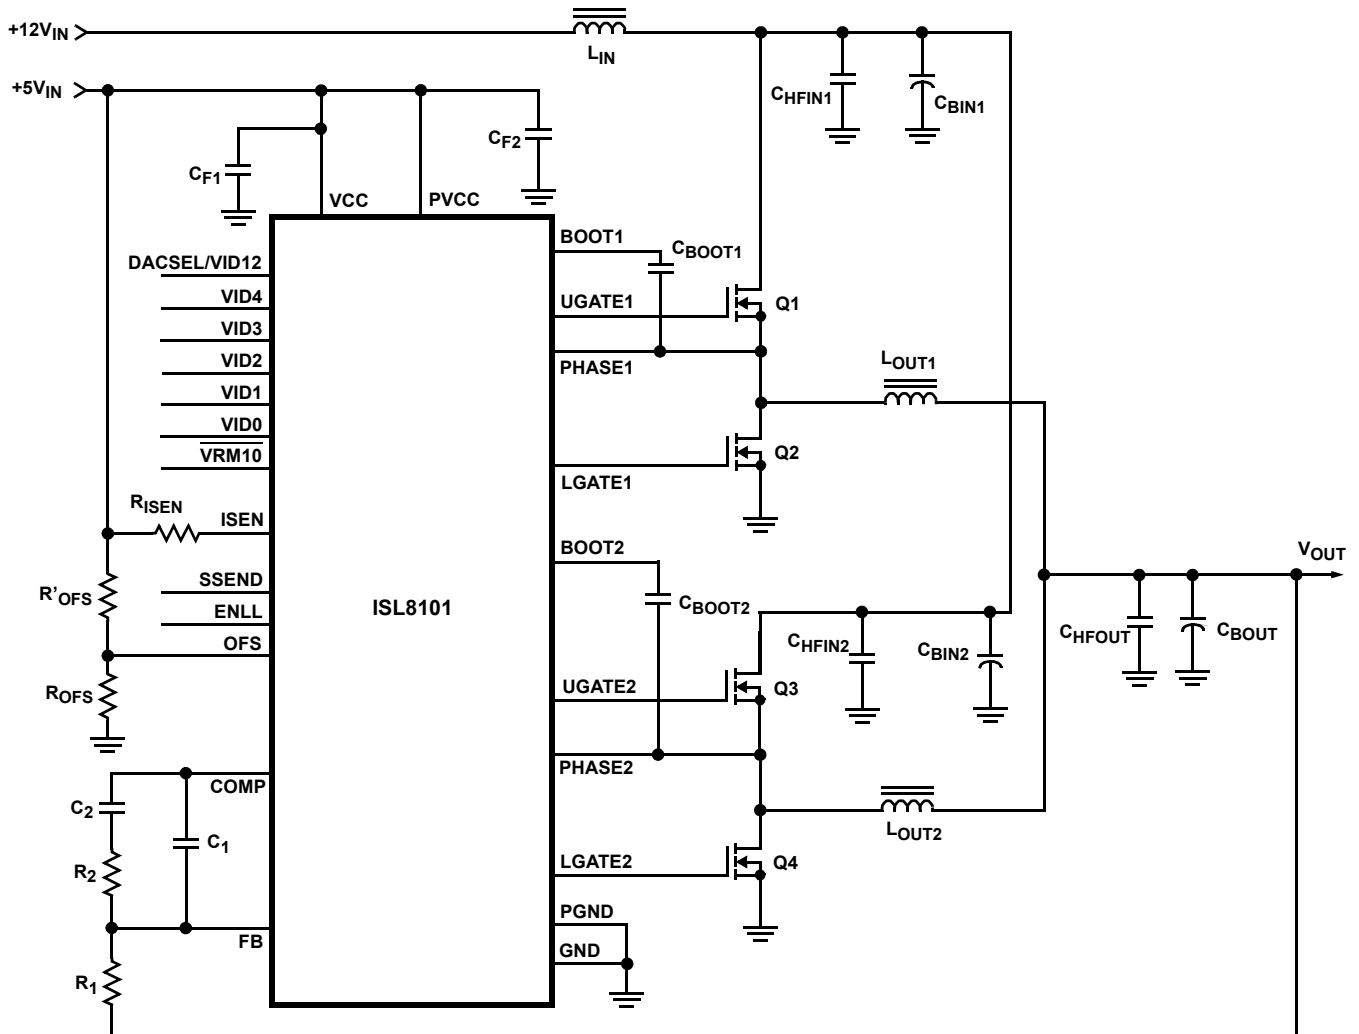 +12VIN
LIN
+5VIN
CHFIN1
CBIN1
CF2
CF1
VCC
PVCC
BOOT1
CBOOT1
DACSEL/VID12
VID4
UGATE1
Q1
VID3
VID2
PHASE1
LOUT1
VID1
VID0
VRM10
Q2
LGATE1
RISEN
ISEN
BOOT2
VOUT
SSEND
R'OFS
ISL8101
CBOOT2
ENLL
OFS
CHFIN2
CBIN2
CHFOUT
CBOUT
ROFS
UGATE2
Q3
PHASE2
COMP
C2
C1
LOUT2
R2
LGATE2
Q4
PGND
FB
GND
R1